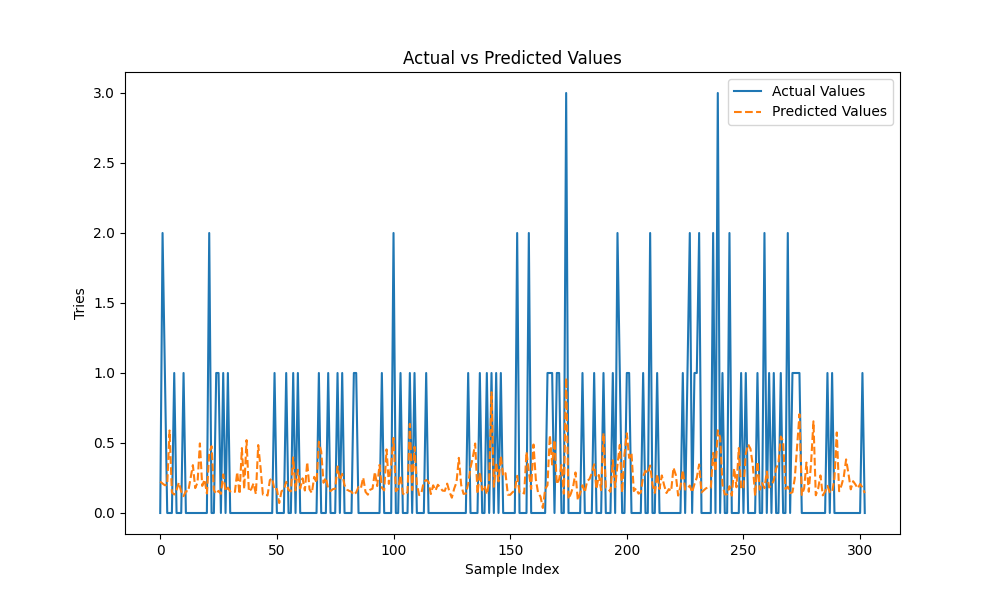 Actual vs Predicted Values
Actual Values
Predicted Values
3.0
2.5
2.0
1.5
1.0
0.5
0.0
Tries
0 50 100 150 200 250 300
Sample Index